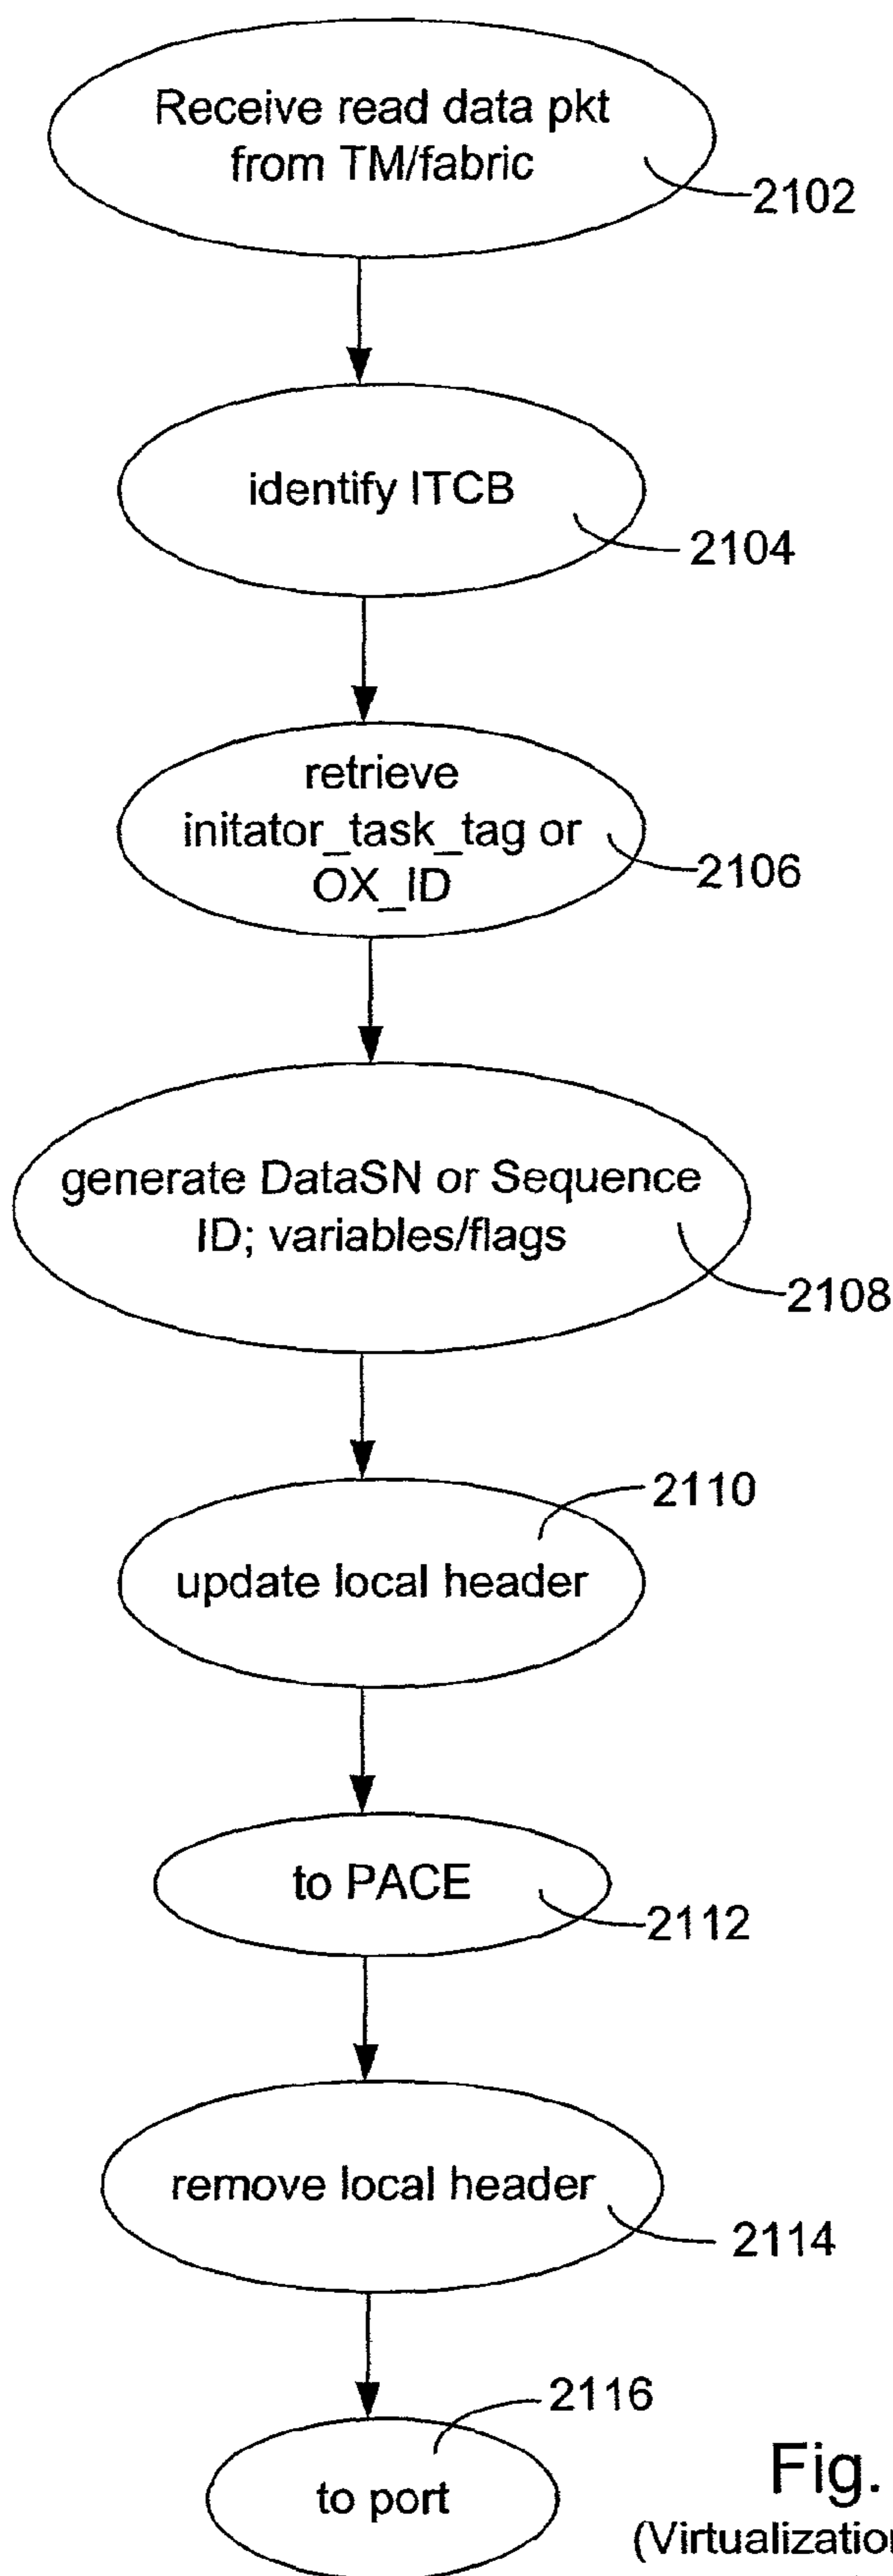 Receive read data pkt
from TM/fabric
2102
identify ITCB
2104
retrieve
initator_task_tag or
OX_ID
2106
generate DataSN or Sequence
ID; variables/flags
2108
2110
update local header
to PACE
2112
remove local header
2114
2116
to port
Fig.